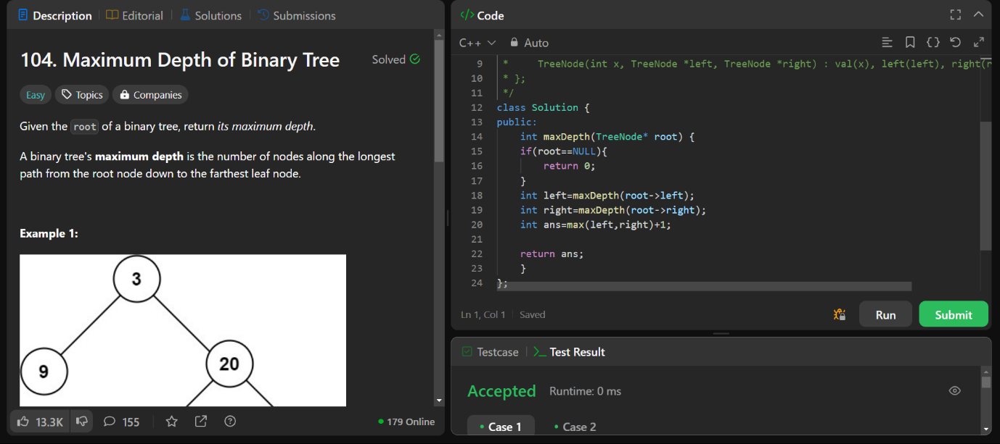 Description | Editorial | Solutions | Submissions
104. Maximum Depth of Binary Tree
Solved
Easy Topics Companies
Given the root of a binary tree, return its maximum depth.
A binary tree's maximum depth is the number of nodes along the longest
path from the root node down to the farthest leaf node.
Example 1:
3
9
20
13.3K 155
179 Online
</> Code
C++ Auto
9 * TreeNode(int x, TreeNode *left, TreeNode *right) : val(x), left(left), right(r
10 * };
11 */
12 class Solution {
13 public:
14 int maxDepth(TreeNode* root) {
15 if(root==NULL){
16 return 0;
17 }
18 int left=maxDepth(root->left);
19 int right=maxDepth(root->right);
20 int ans=max(left,right)+1;
21
22 return ans;
23 }
24 };
Ln 1, Col 1 | Saved
Run Submit
Testcase | >_ Test Result
Accepted Runtime: 0 ms
• Case 1 • Case 2